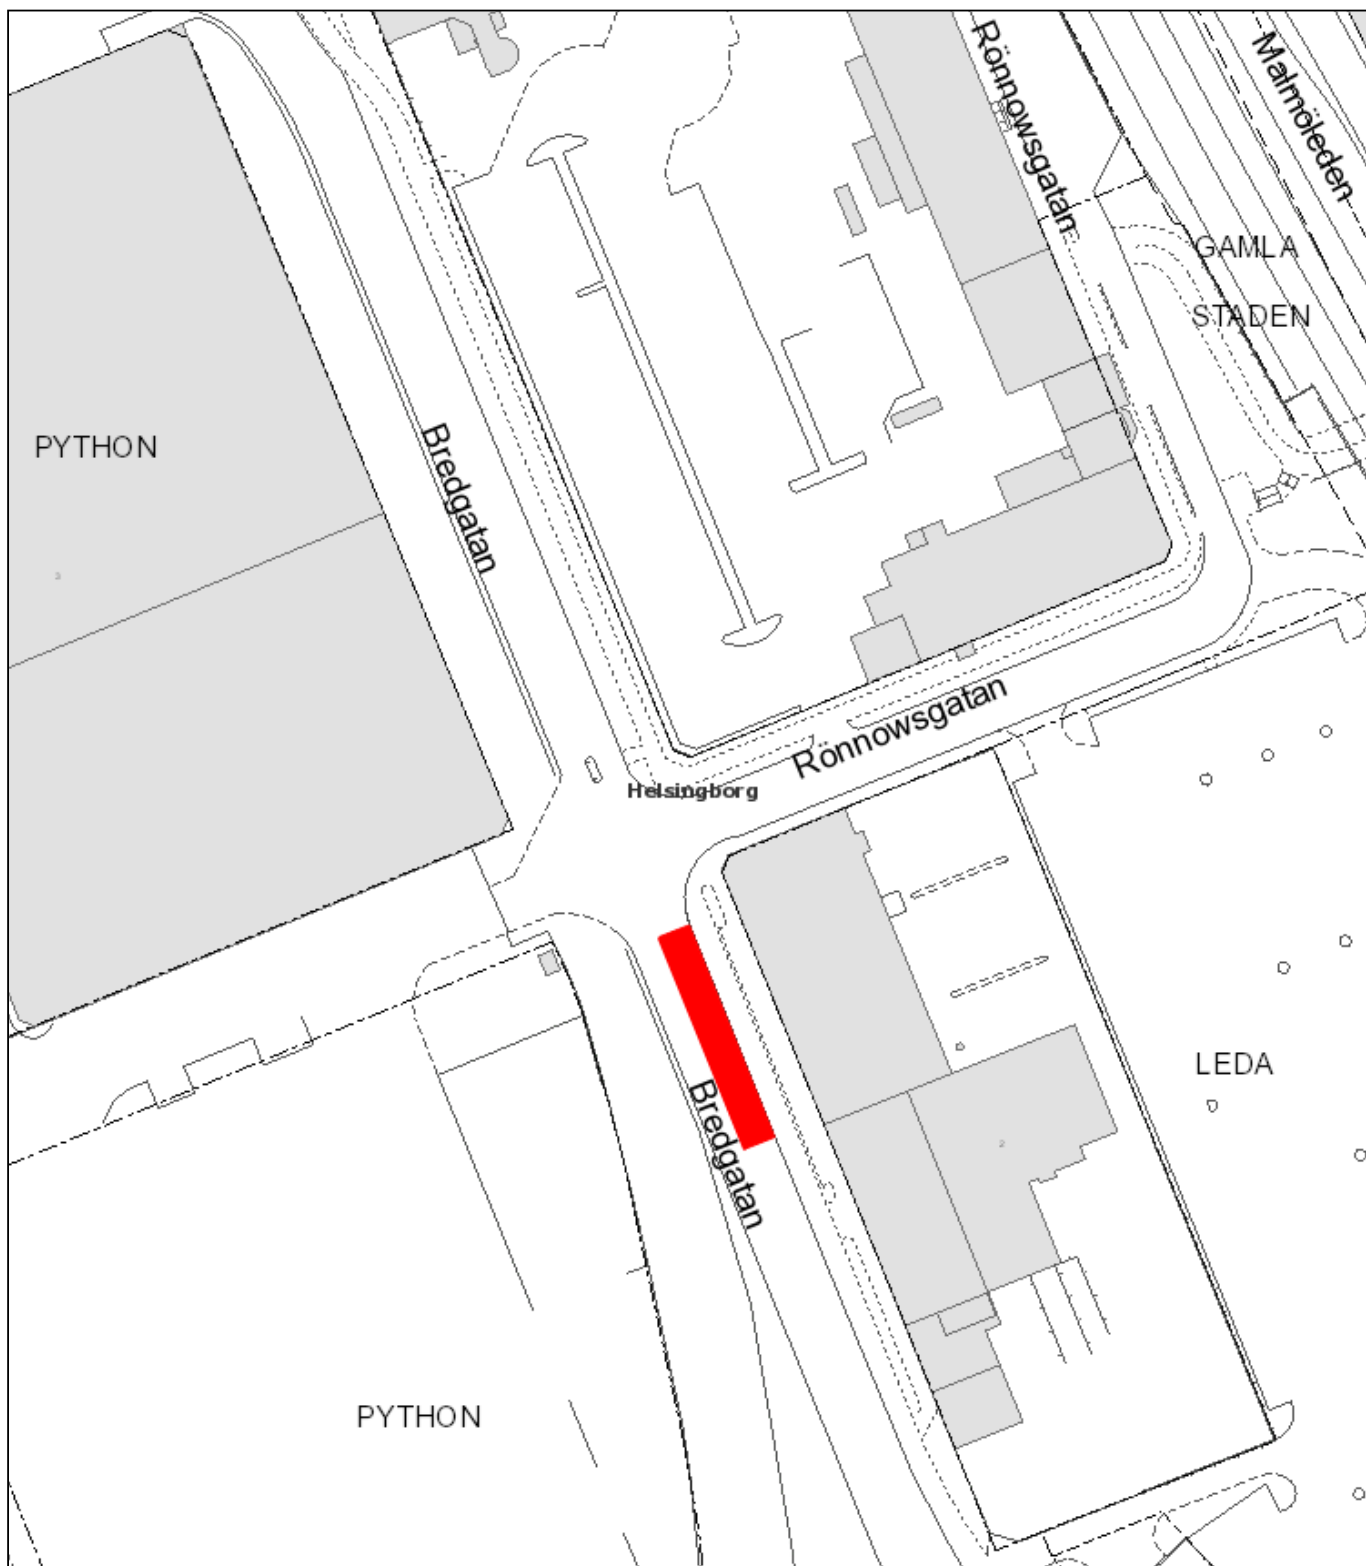 Rönnowsgatan
Malmöleden
GAMLA
STADEN
PYTHON
Bredgatan
Rönnowsgatan
Helsingborg
LEDA
Bredgatan
PYTHON